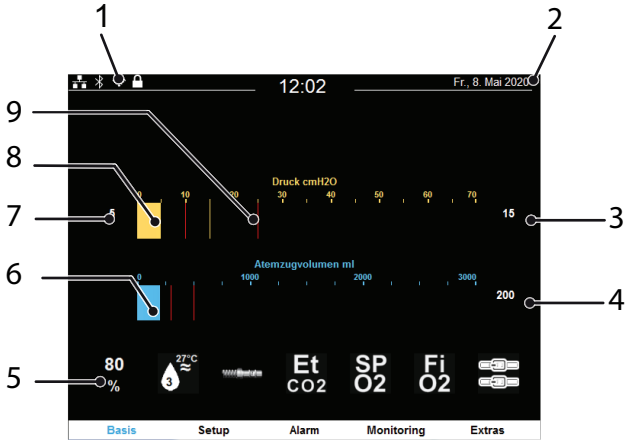 1
2
12:02
Fr., 8. Mai 2020
9
8
Druck cmH2O
0 10 20 30 40 50 60 70
7
5
15
3
6
Atemzugvolumen ml
0 1000 2000 3000
200
4
5
80
%
3
27°C
Et
CO2
SP
O2
Fi
O2
Basis Setup Alarm Monitoring Extras